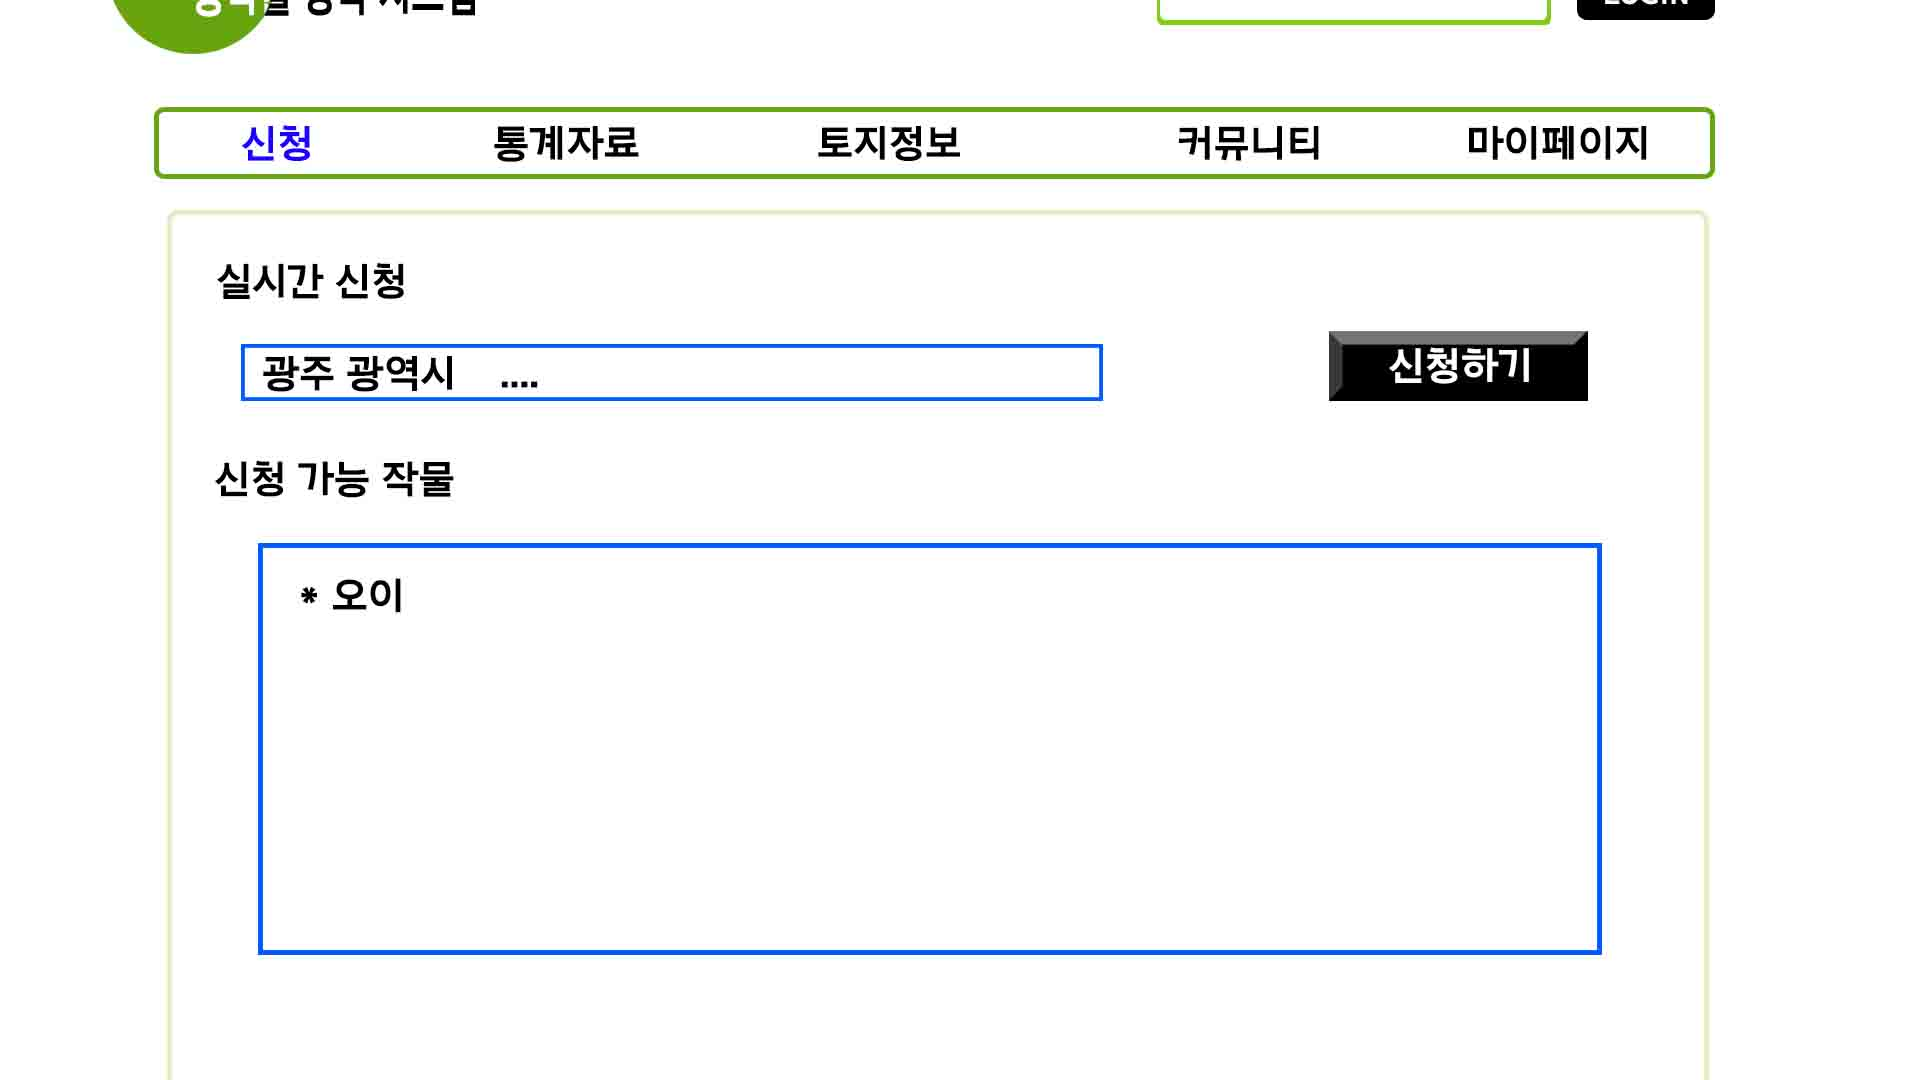 LOGIN
신청 통계자료 토지정보 커뮤니티 마이페이지
실시간 신청
광주 광역시 ....
신청하기
신청 가능 작물
* 오이